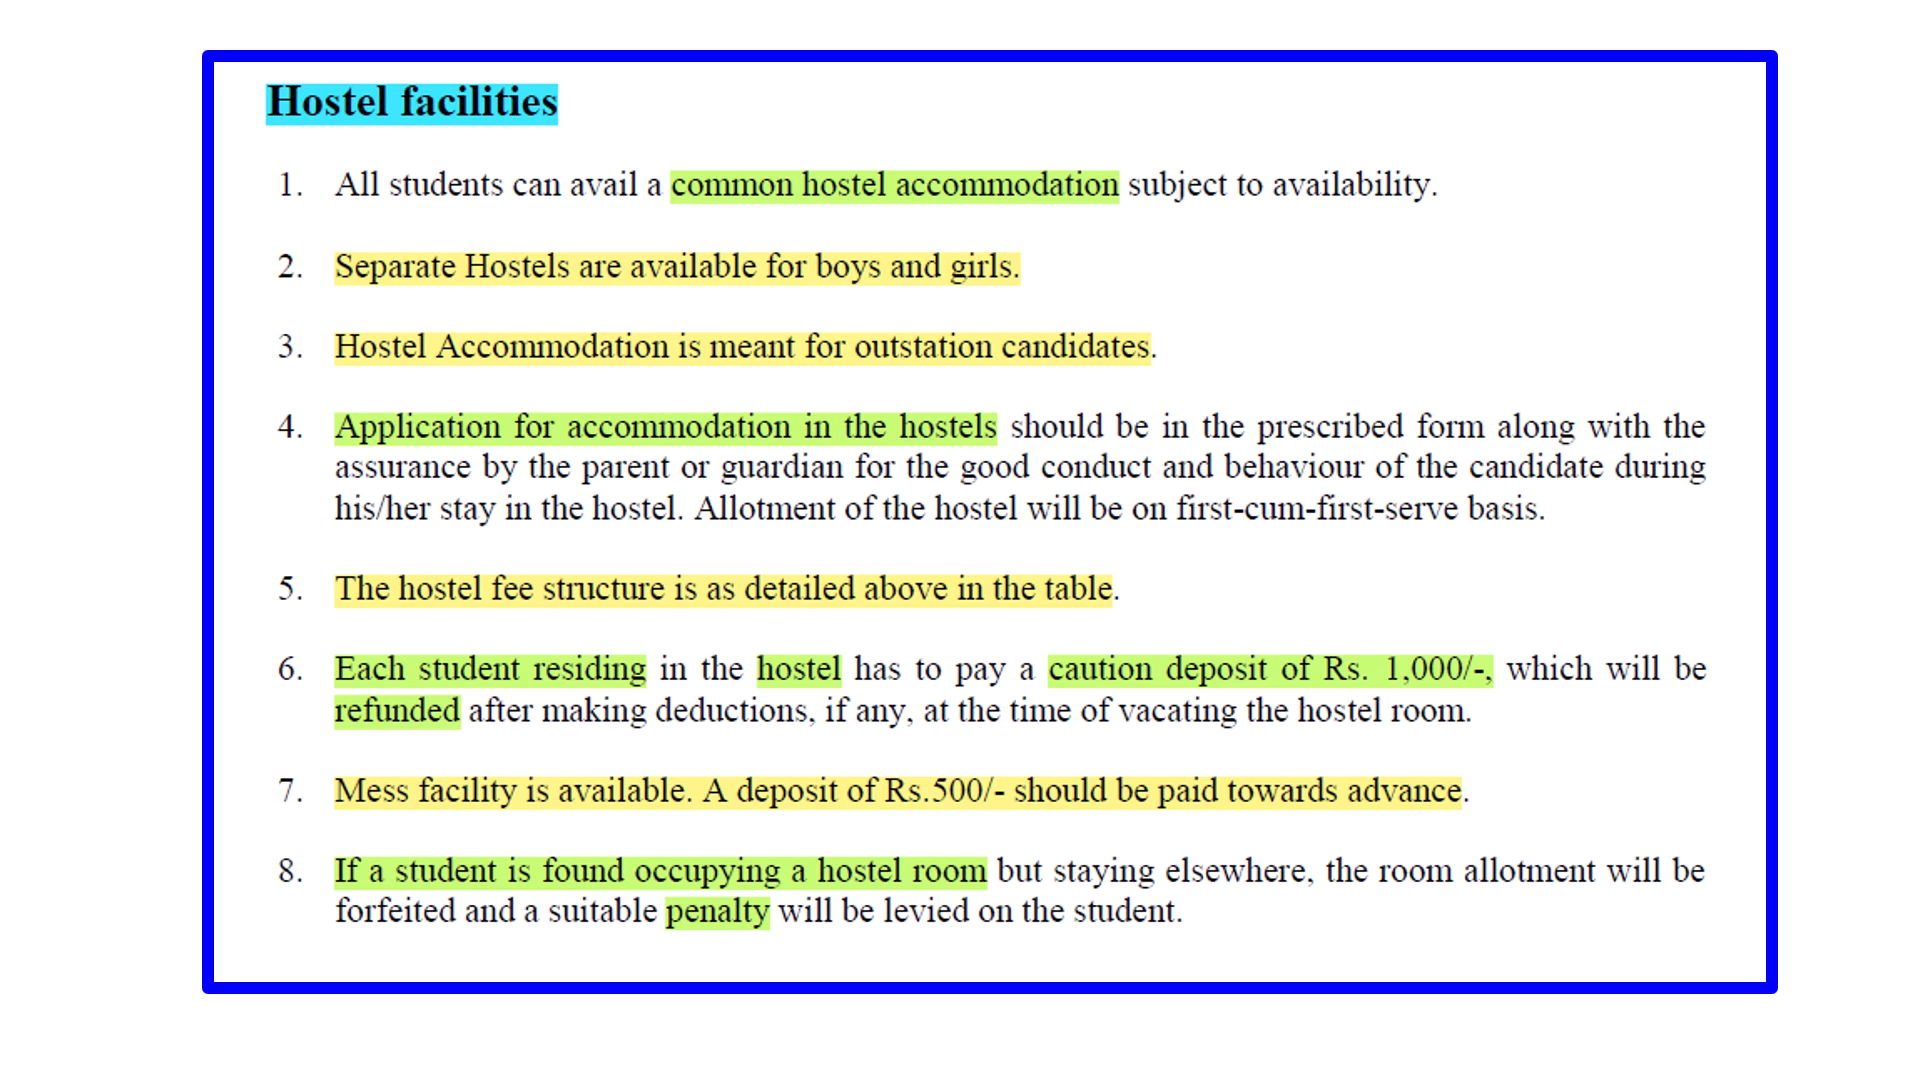 Hostel facilities
1. All students can avail a common hostel accommodation subject to availability.
2. Separate Hostels are available for boys and girls.
3. Hostel Accommodation is meant for outstation candidates.
4. Application for accommodation in the hostels should be in the prescribed form along with the
assurance by the parent or guardian for the good conduct and behaviour of the candidate during
his/her stay in the hostel. Allotment of the hostel will be on first-cum-first-serve basis.
5. The hostel fee structure is as detailed above in the table.
6. Each student residing in the hostel has to pay a caution deposit of Rs. 1,000/-, which will be
refunded after making deductions, if any, at the time of vacating the hostel room.
7. Mess facility is available. A deposit of Rs.500/- should be paid towards advance.
8. If a student is found occupying a hostel room but staying elsewhere, the room allotment will be
forfeited and a suitable penalty will be levied on the student.